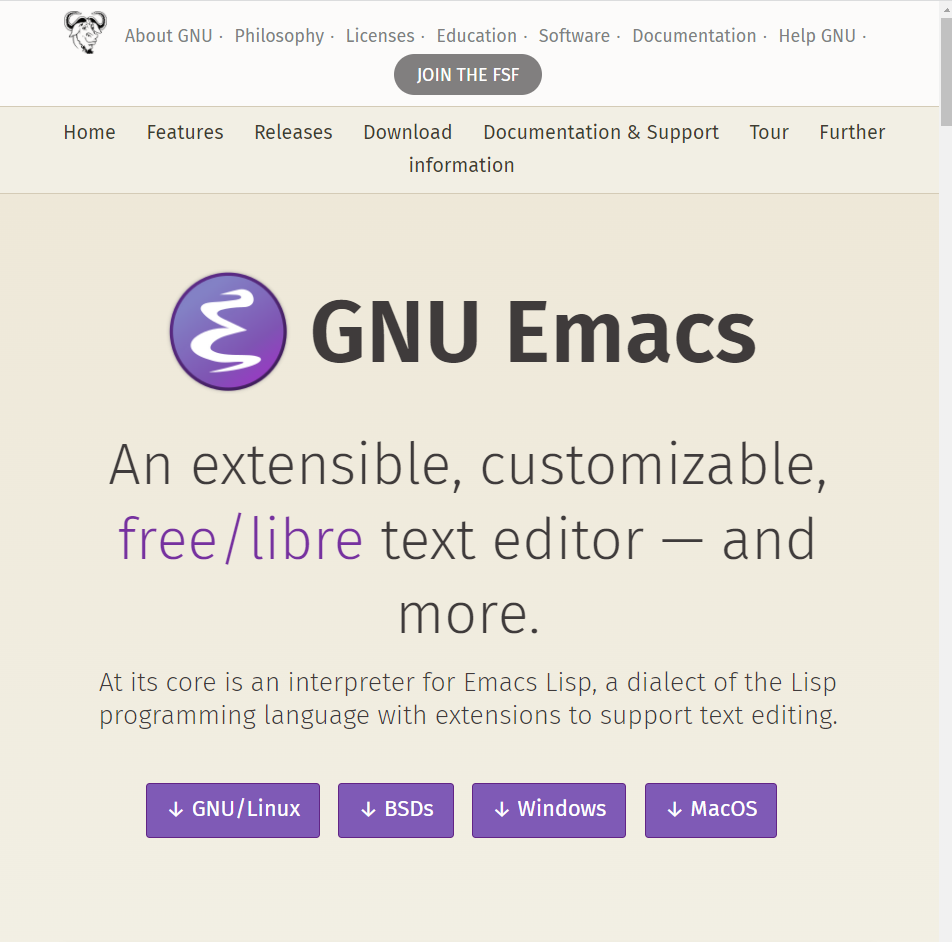 About GNU · Philosophy · Licenses · Education · Software · Documentation · Help GNU ·
JOIN THE FSF
Home Features Releases Download Documentation & Support Tour Further
information
GNU Emacs
An extensible, customizable,
free/libre text editor — and
more.
At its core is an interpreter for Emacs Lisp, a dialect of the Lisp
programming language with extensions to support text editing.
↓ GNU/Linux ↓ BSDs ↓ Windows ↓ MacOS